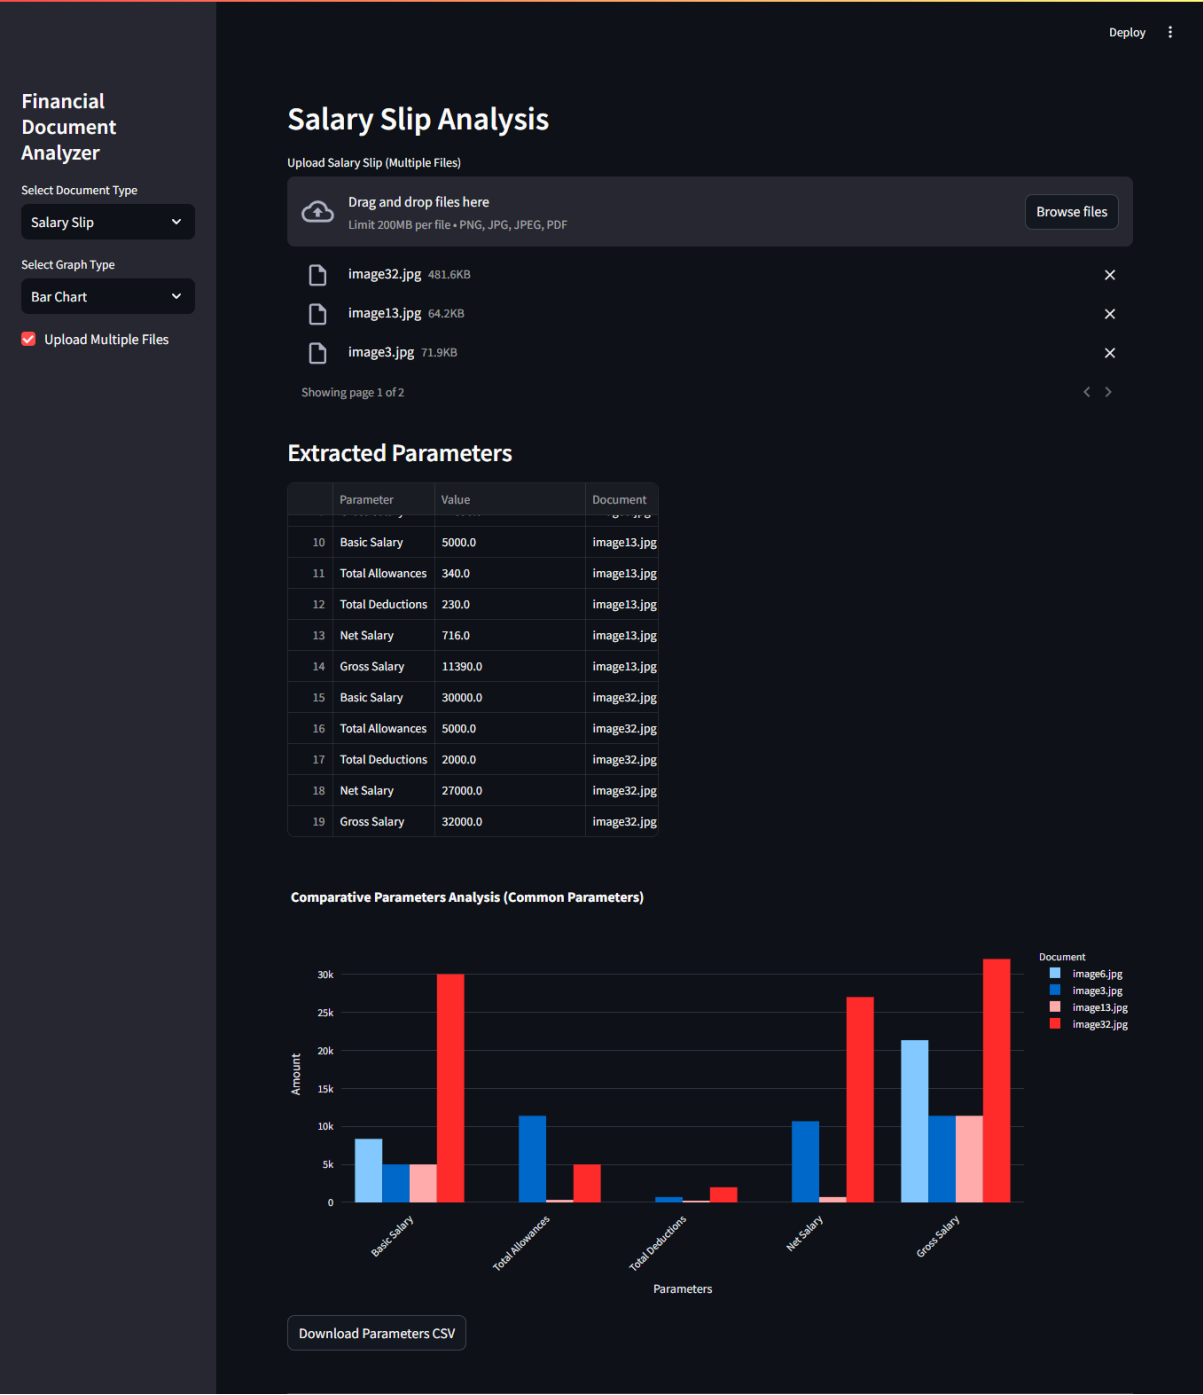 Deploy
Financial
Document
Analyzer
Select Document Type
Salary Slip
Select Graph Type
Bar Chart
Upload Multiple Files
Salary Slip Analysis
Upload Salary Slip (Multiple Files)
Drag and drop files here
Limit 200MB per file • PNG, JPG, JPEG, PDF
Browse files
image32.jpg 481.6KB
image13.jpg 64.2KB
image3.jpg 71.9KB
Showing page 1 of 2
Extracted Parameters
Parameter Value Document
10 Basic Salary 5000.0 image13.jpg
11 Total Allowances 340.0 image13.jpg
12 Total Deductions 230.0 image13.jpg
13 Net Salary 716.0 image13.jpg
14 Gross Salary 11390.0 image13.jpg
15 Basic Salary 30000.0 image32.jpg
16 Total Allowances 5000.0 image32.jpg
17 Total Deductions 2000.0 image32.jpg
18 Net Salary 27000.0 image32.jpg
19 Gross Salary 32000.0 image32.jpg
Comparative Parameters Analysis (Common Parameters)
Document
image6.jpg
image3.jpg
image13.jpg
image32.jpg
Amount
30k
25k
20k
15k
10k
5k
0
Basic Salary
Total Allowances
Total Deductions
Net Salary
Gross Salary
Parameters
Download Parameters CSV